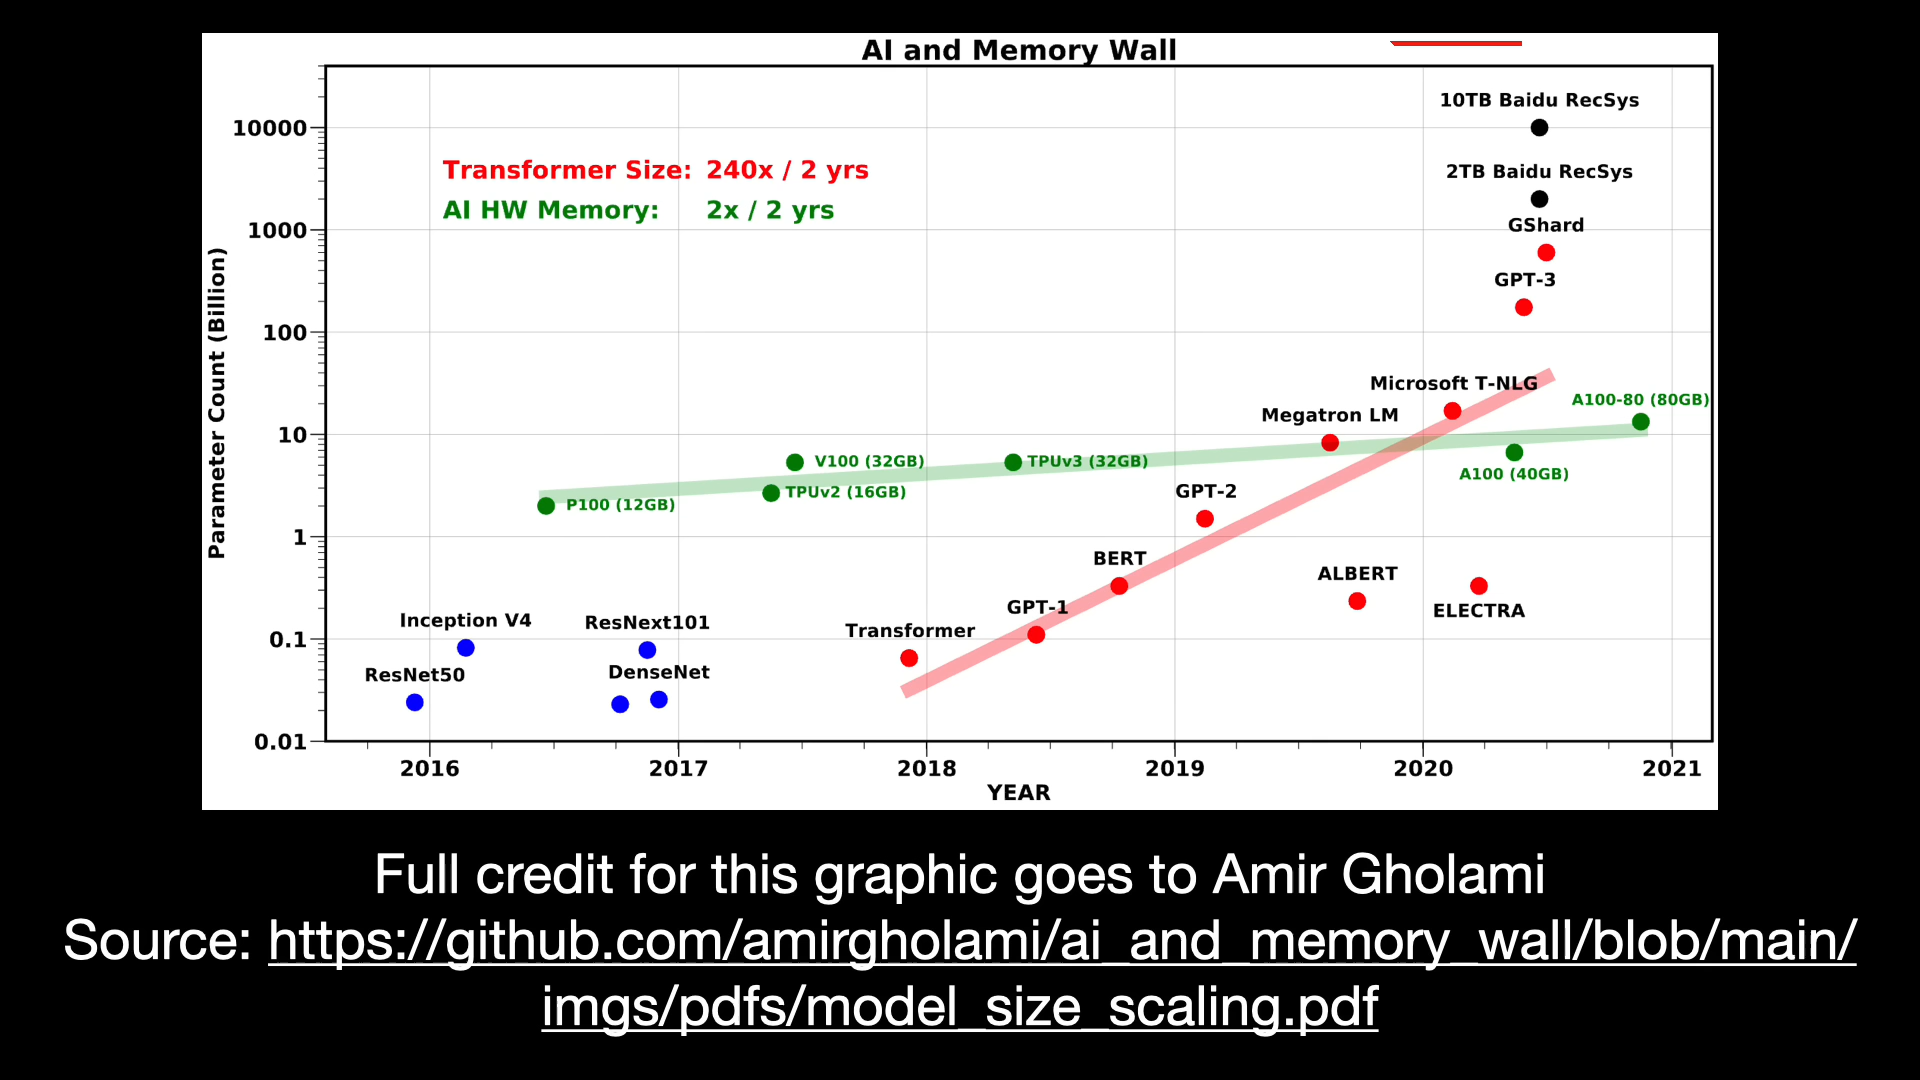 AI and Memory Wall
10TB Baidu RecSys
10000
Transformer Size: 240x / 2 yrs
2TB Baidu RecSys
AI HW Memory: 2x / 2 yrs
1000
GShard
GPT-3
Parameter Count (Billion)
100
Microsoft T-NLG
A100-80 (80GB)
Megatron LM
10
V100 (32GB)
TPUv3 (32GB)
A100 (40GB)
TPUv2 (16GB)
GPT-2
P100 (12GB)
1
BERT
ALBERT
GPT-1
ELECTRA
Inception V4
ResNext101
Transformer
0.1
ResNet50
DenseNet
0.01
2016 2017 2018 2019 2020 2021
YEAR
Full credit for this graphic goes to Amir Gholami
Source: https://github.com/amirgholami/ai_and_memory_wall/blob/main/
imgs/pdfs/model_size_scaling.pdf